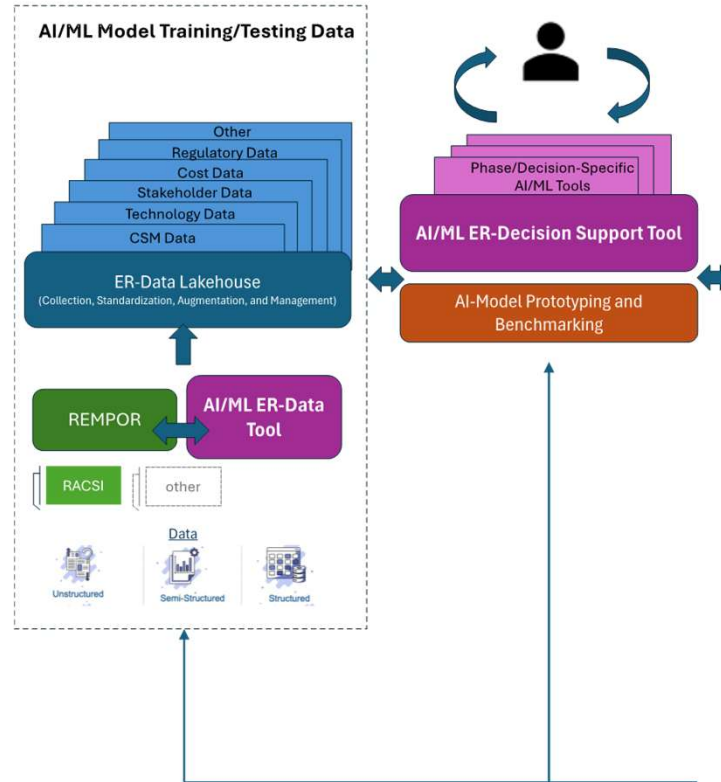 AI/ML Model Training/Testing Data
Other
Regulatory Data
Cost Data
Stakeholder Data
Technology Data
CSM Data
ER-Data Lakehouse
(Collection, Standardization, Augmentation, and Management)
REMPOR
AI/ML ER-Data
Tool
RACSI
other
Data
Unstructured
Semi-Structured
Structured
Phase/Decision-Specific
AI/ML Tools
AI/ML ER-Decision Support Tool
AI-Model Prototyping and
Benchmarking